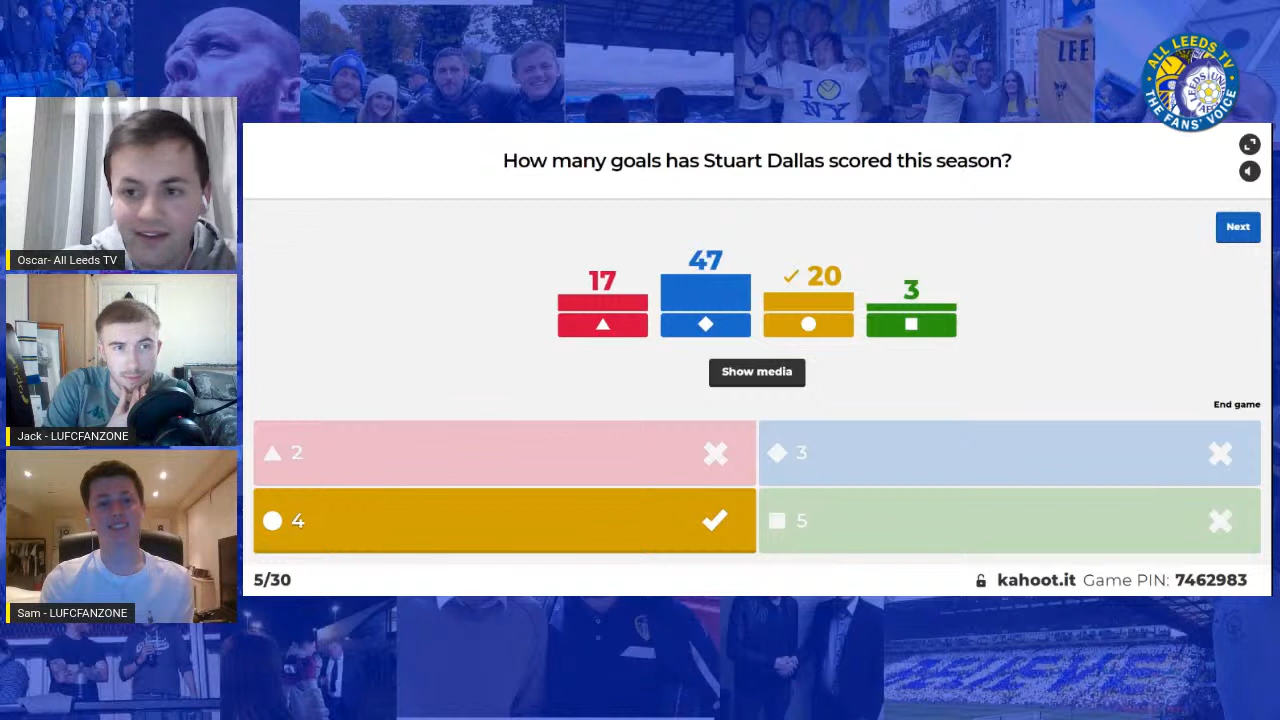 ALL LEEDS TV
THE FANS' VOICE
I
NY
LEE
How many goals has Stuart Dallas scored this season?
Next
17
47
20
3
Show media
End game
2
3
4
5
5/30
kahoot.it Game PIN: 7462983
Oscar- All Leeds TV
Jack - LUFCFANZONE
Sam - LUFCFANZONE